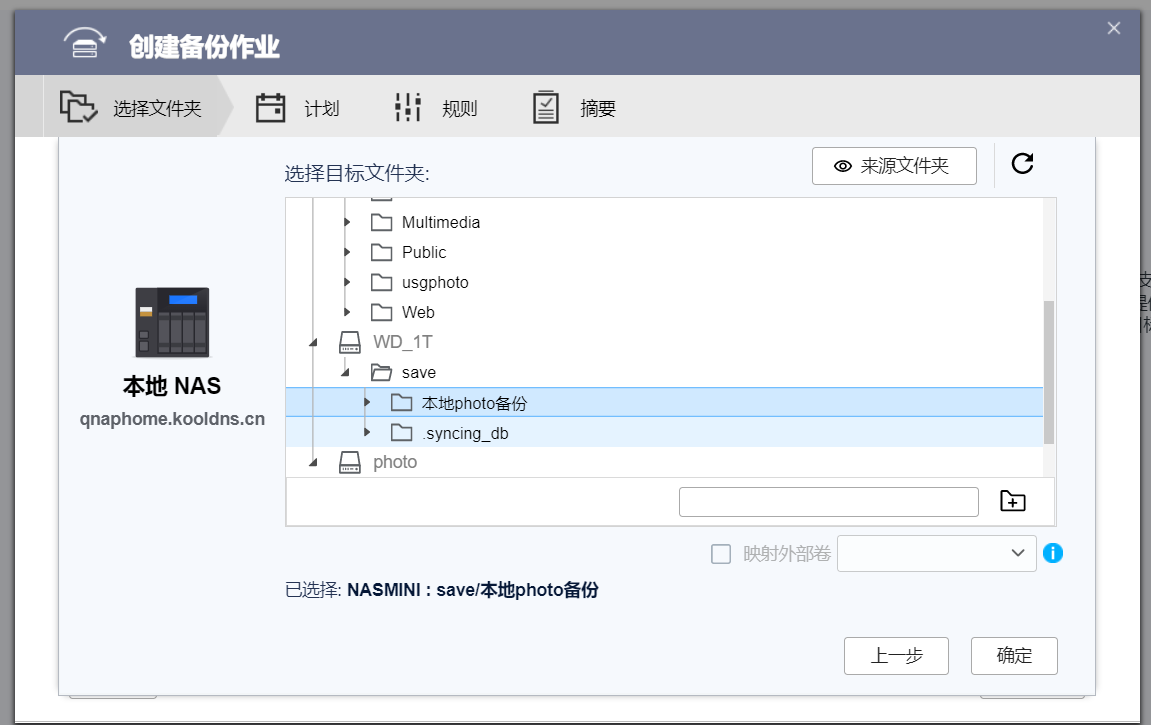 创建备份作业
选择文件夹
计划
规则
摘要
选择目标文件夹:
来源文件夹
Multimedia
Public
usgphoto
Web
WD_1T
save
本地photo备份
.syncing_db
photo
本地 NAS
qnaphome.kooldns.cn
映射外部卷
已选择: NASMINI : save/本地photo备份
上一步
确定